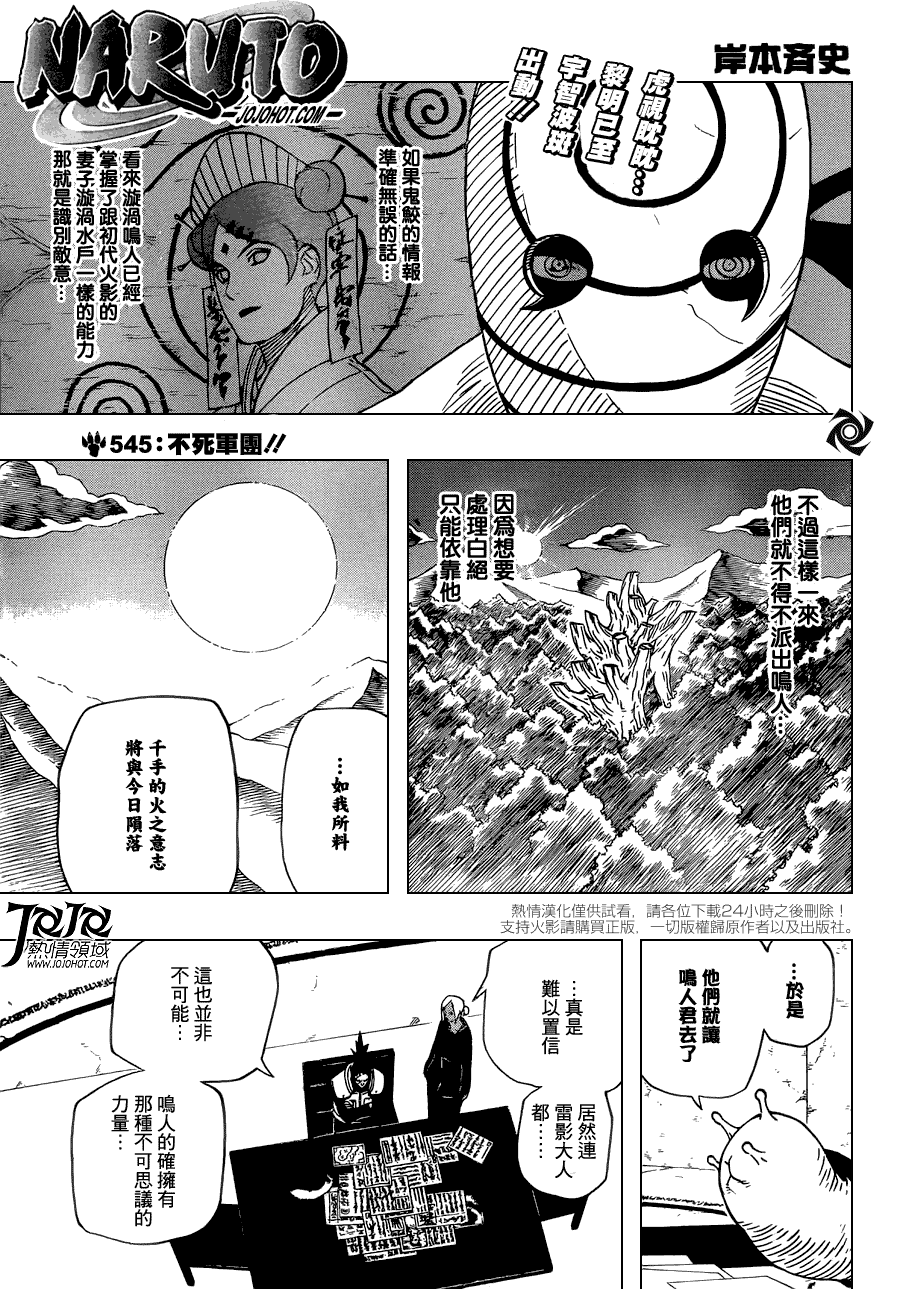 NARUTO
JOJOHOT.COM
岸本斉史
虎視眈眈…
黎明已至
宇智波斑
出動!!
如果鬼鮫的情報
準確無誤的話…
看來漩渦鳴人已經
掌握了跟初代火影的
妻子漩渦水戶一樣的能力
那就是識別敵意…
545:不死軍團!!
不過這樣一來
他們就不得不派出鳴人…
因爲想要
處理白絕
只能依靠他
…如我所料
千手的火之意志
將與今日隕落
JOJO
熱情領域
WWW.JOJOHOT.COM
熱情漢化僅供試看，請各位下載24小時之後刪除！
支持火影請購買正版，一切版權歸原作者以及出版社。
…於是
他們就讓
鳴人君去了
…真是
難以置信
居然連
雷影大人
都……
這也並非
不可能…
鳴人的確擁有
那種不可思議的
力量…